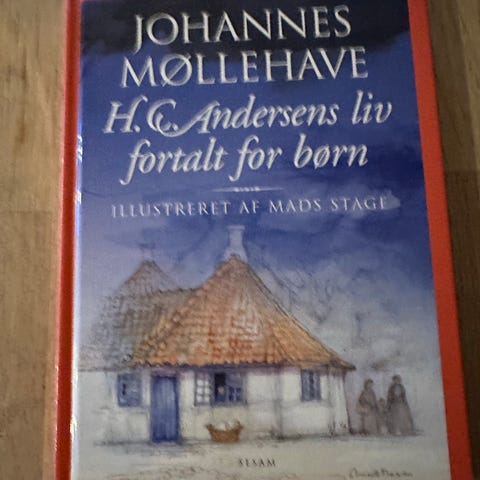 JOHANNES
MØLLEHAVE
H.C. Andersens liv
fortalt for børn
ILLUSTRERET AF MADS STAGE
SESAM